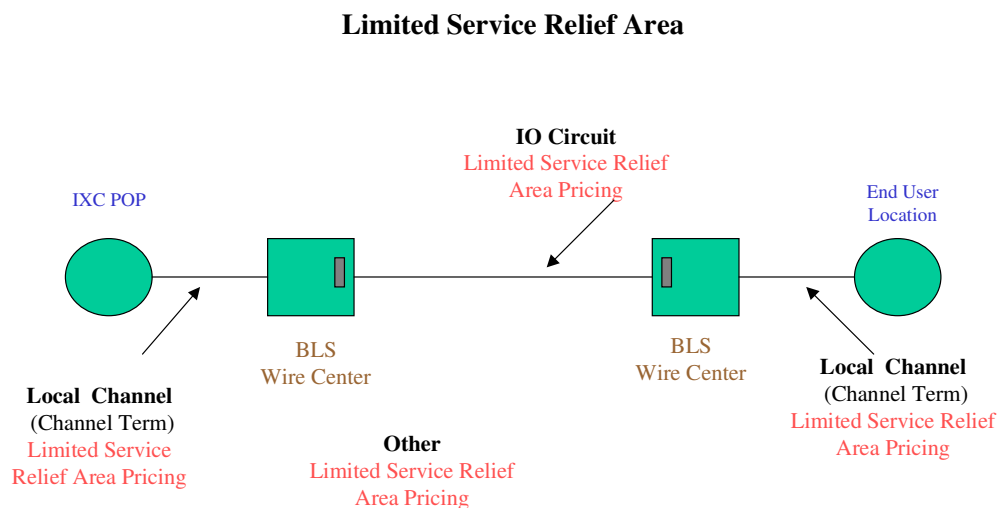 Limited Service Relief Area
IO Circuit
Limited Service Relief
Area Pricing
IXC POP
End User
Location
BLS
Wire Center
BLS
Wire Center
Local Channel
(Channel Term)
Limited Service
Relief Area Pricing
Local Channel
(Channel Term)
Limited Service Relief
Area Pricing
Other
Limited Service Relief
Area Pricing